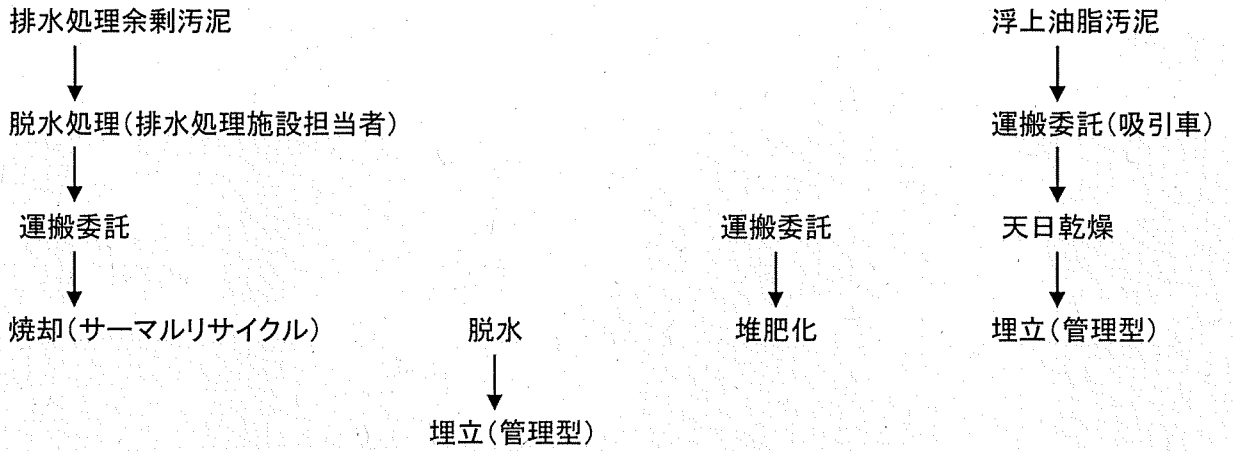 排水処理余剰汚泥
浮上油脂汚泥
脱水処理(排水処理施設担当者)
運搬委託(吸引車)
運搬委託
運搬委託
天日乾燥
焼却(サーマルリサイクル)
脱水
堆肥化
埋立(管理型)
埋立(管理型)